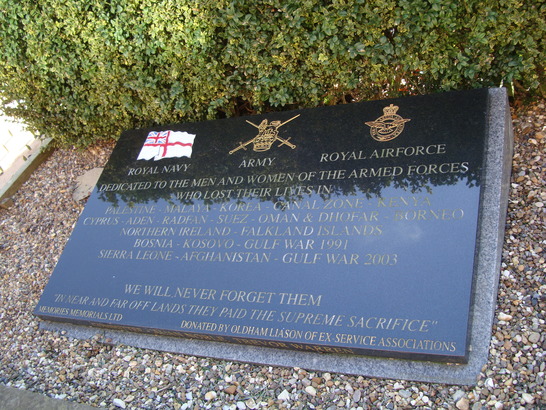 ROYAL NAVY ARMY ROYAL AIRFORCE
DEDICATED TO THE MEN AND WOMEN OF THE ARMED FORCES
WHO LOST THEIR LIVES IN
PALESTINE - MALAYA - KOREA - CANAL ZONE - KENYA
CYPRUS - ADEN - RADFAN - SUEZ - OMAN & DHOFAR - BORNEO
NORTHERN IRELAND - FALKLAND ISLANDS
BOSNIA - KOSOVO - GULF WAR 1991
SIERRA LEONE - AFGHANISTAN - GULF WAR 2003
WE WILL NEVER FORGET THEM
"IN NEAR AND FAR OFF LANDS THEY PAID THE SUPREME SACRIFICE"
MEMORIES MEMORIALS LTD
DONATED BY OLDHAM LIASON OF EX-SERVICE ASSOCIATIONS